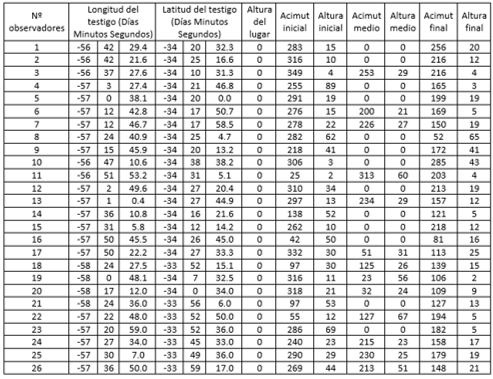 Nº observadores | Longitud del testigo (Días Minutos Segundos) | Latitud del testigo (Días Minutos Segundos) | Altura del lugar | Acimut inicial | Altura inicial | Acimut medio | Altura medio | Acimut final | Altura final
1 -56 42 29.4 -34 20 32.3 0 283 15 0 0 256 20
2 -56 42 21.6 -34 25 16.6 0 316 10 0 0 216 12
3 -56 37 27.6 -34 10 31.3 0 349 4 253 29 216 4
4 -57 3 27.4 -34 21 46.8 0 255 89 0 0 165 3
5 -57 0 38.1 -34 20 0.0 0 291 19 0 0 199 19
6 -57 12 42.8 -34 17 50.7 0 276 15 200 21 169 5
7 -57 12 46.7 -34 17 58.5 0 278 22 226 27 150 19
8 -57 24 40.9 -34 25 4.7 0 282 62 0 0 52 65
9 -57 15 45.9 -34 20 13.2 0 218 41 0 0 172 41
10 -56 47 10.6 -34 38 38.2 0 306 3 0 0 285 43
11 -56 51 53.2 -34 31 5.1 0 25 2 313 60 203 4
12 -57 2 49.6 -34 27 20.4 0 310 34 0 0 213 19
13 -57 1 0.4 -34 27 44.9 0 297 13 234 29 157 12
14 -57 36 10.8 -34 16 21.6 0 138 52 0 0 121 5
15 -57 31 5.8 -34 12 14.2 0 262 10 0 0 218 12
16 -57 50 45.5 -34 26 45.0 0 42 50 0 0 81 16
17 -57 50 22.2 -34 27 33.3 0 332 30 51 31 113 25
18 -58 24 27.5 -33 52 15.1 0 97 30 125 26 139 15
19 -58 0 48.1 -34 7 32.5 0 316 11 23 56 106 2
20 -58 17 12.0 -34 0 34.0 0 318 21 32 24 109 9
21 -58 24 36.0 -33 56 6.0 0 97 53 0 0 127 13
22 -57 22 48.0 -33 52 50.0 0 55 12 127 67 194 5
23 -57 20 59.0 -34 52 36.0 0 286 69 0 0 182 5
24 -57 27 34.0 -33 45 33.0 0 240 23 215 23 158 17
25 -57 30 7.0 -33 49 36.0 0 290 29 230 25 179 19
26 -57 36 50.0 -33 59 17.0 0 269 44 213 51 148 21